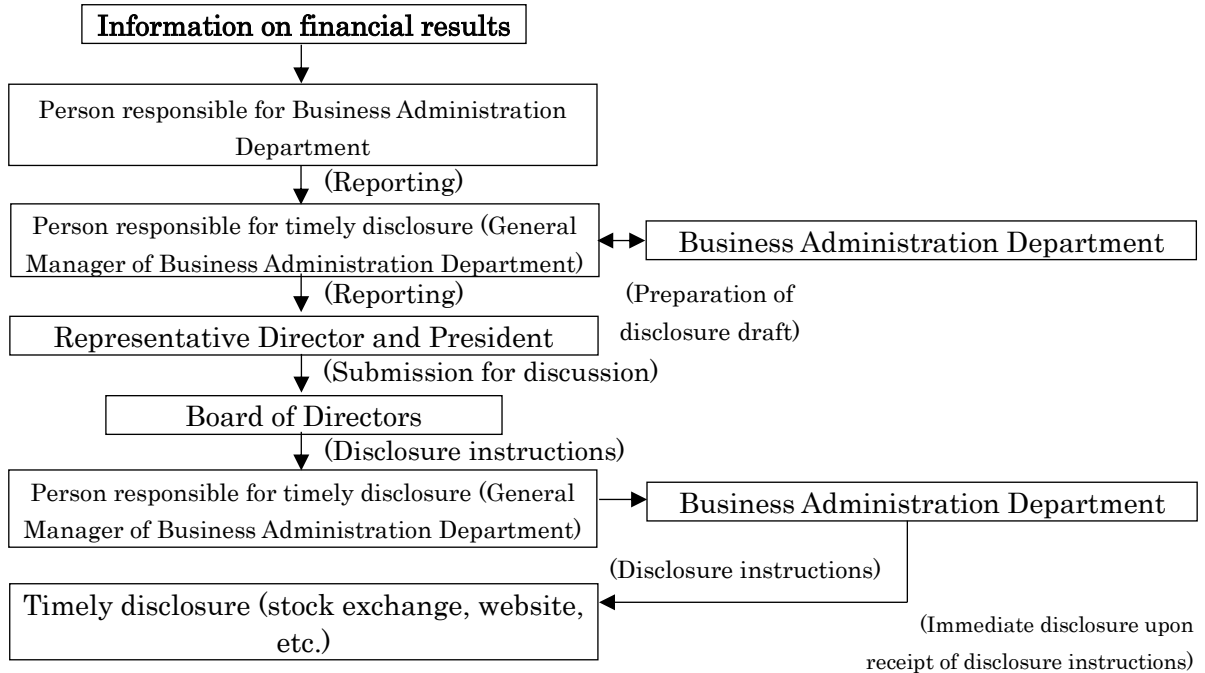 Information on financial results
Person responsible for Business Administration
Department
(Reporting)
Person responsible for timely disclosure (General
Manager of Business Administration Department)
Business Administration Department
(Reporting)
(Preparation of
disclosure draft)
Representative Director and President
(Submission for discussion)
Board of Directors
(Disclosure instructions)
Person responsible for timely disclosure (General
Manager of Business Administration Department)
Business Administration Department
(Disclosure instructions)
Timely disclosure (stock exchange, website,
etc.)
(Immediate disclosure upon
receipt of disclosure instructions)